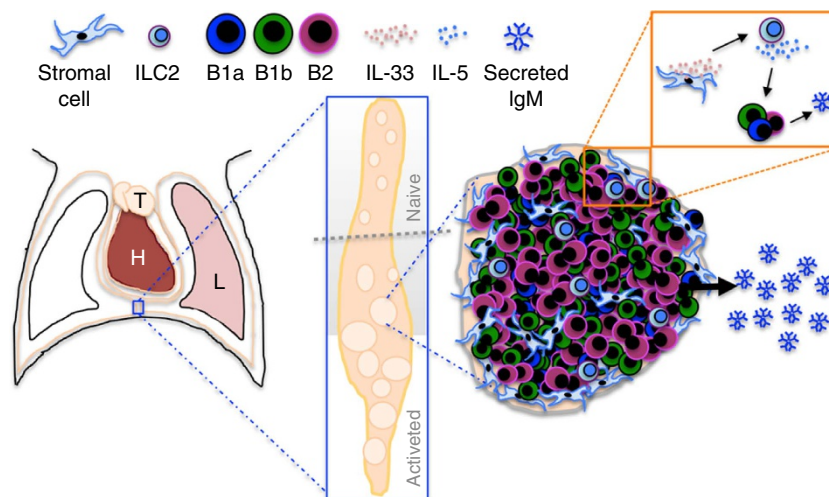 Stromal
cell
ILC2
B1a
B1b
B2
IL-33
IL-5
Secreted
IgM
T
H
L
Naive
Activeted